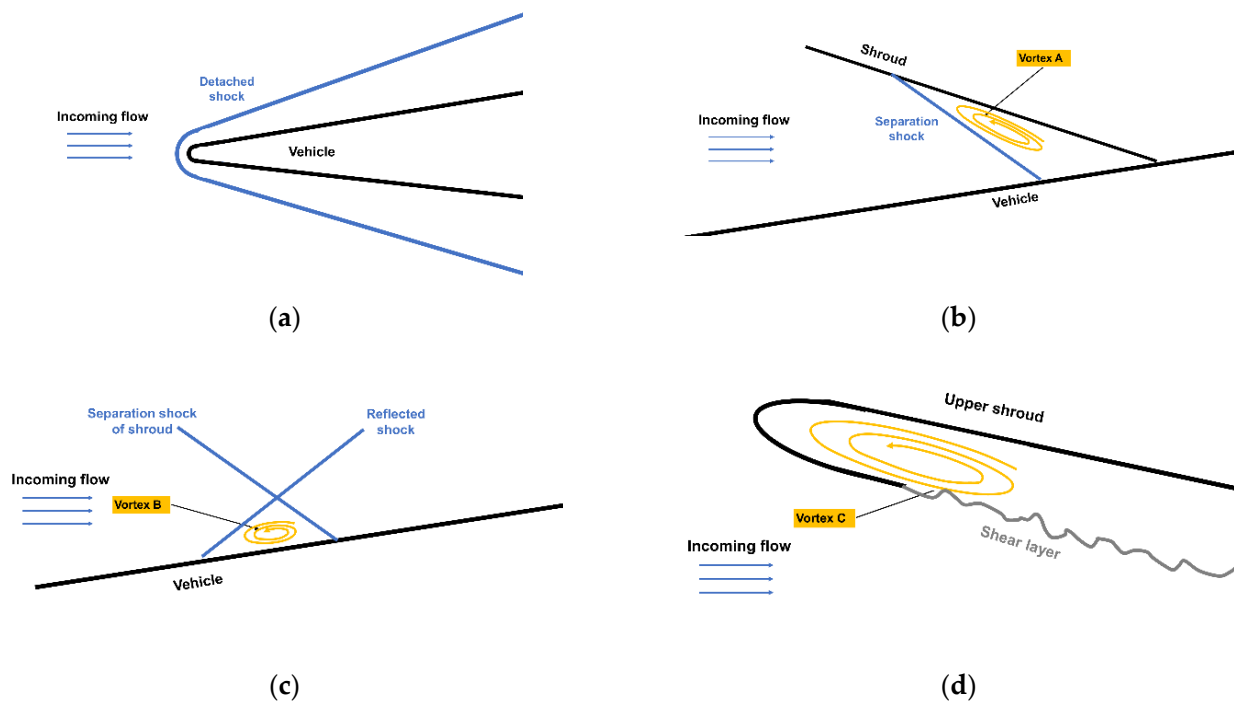 Detached
shock
Incoming flow
Vehicle
(a)
Shroud
Vortex A
Incoming flow
Separation
shock
Vehicle
(b)
Separation shock
of shroud
Reflected
shock
Incoming flow
Vortex B
Vehicle
(c)
Upper shroud
Vortex C
Shear layer
Incoming flow
(d)